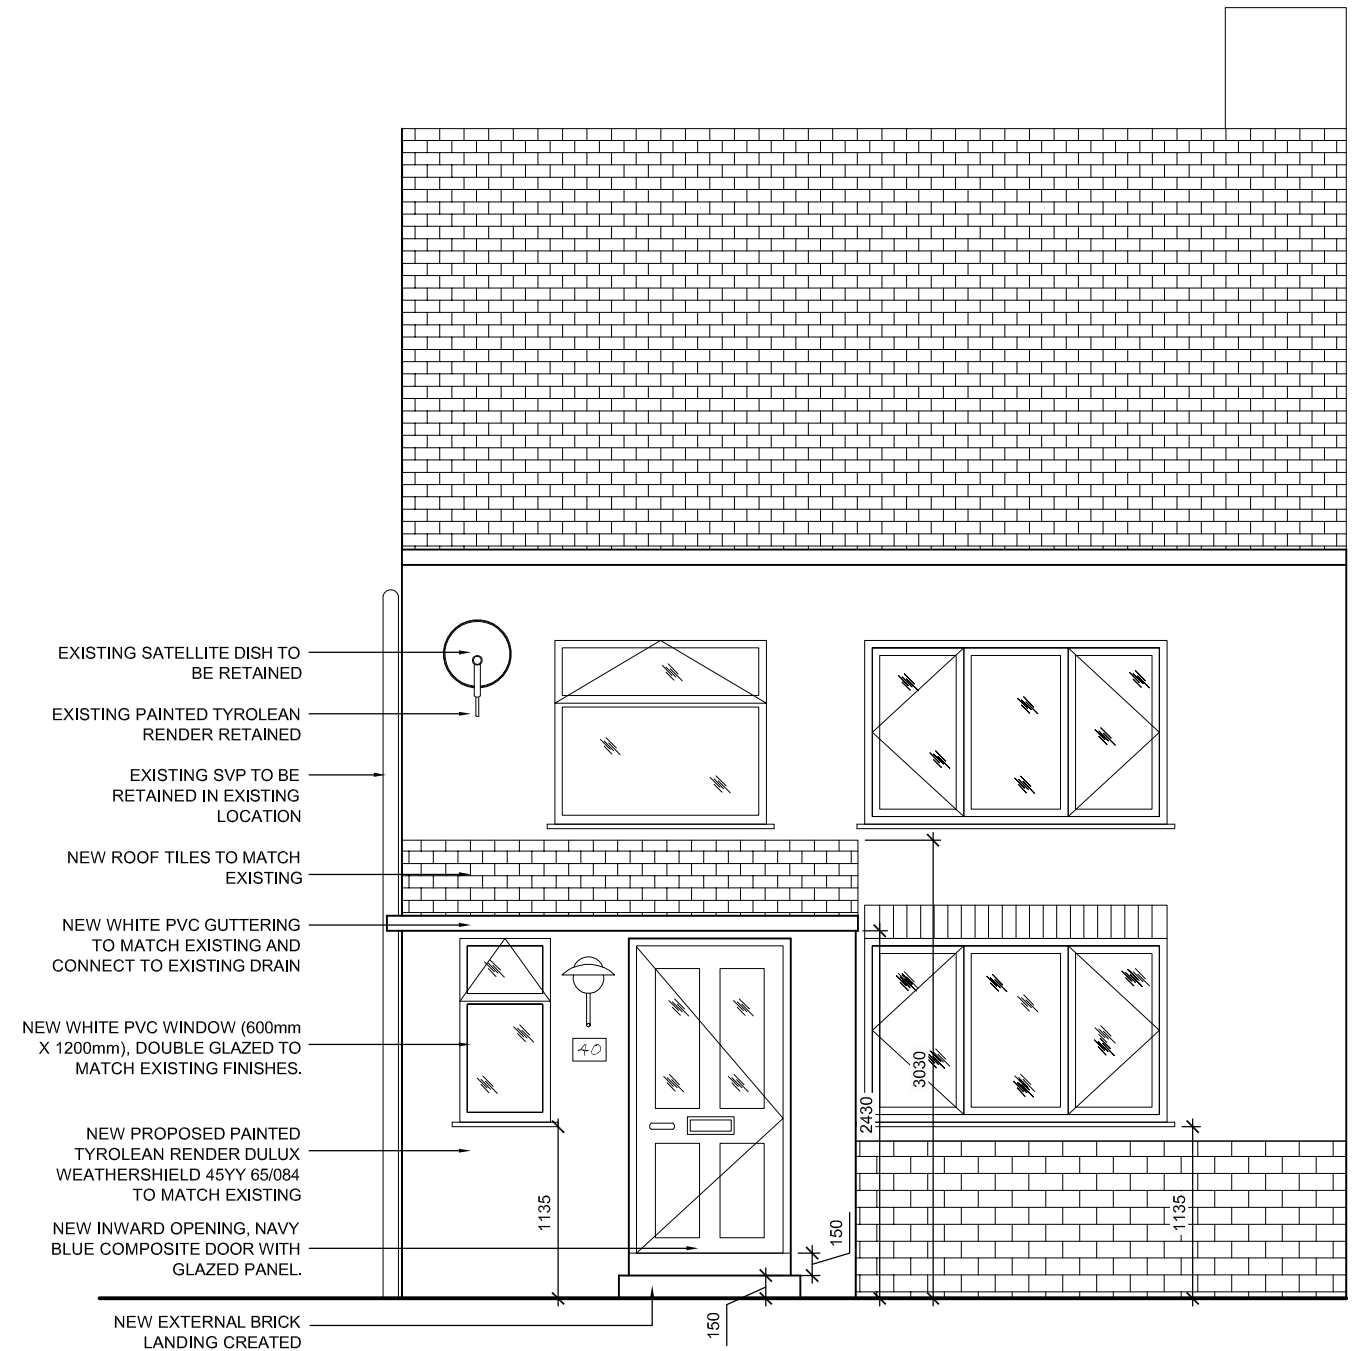 EXISTING SATELLITE DISH TO
BE RETAINED
EXISTING PAINTED TYROLEAN
RENDER RETAINED
EXISTING SVP TO BE
RETAINED IN EXISTING
LOCATION
NEW ROOF TILES TO MATCH
EXISTING
NEW WHITE PVC GUTTERING
TO MATCH EXISTING AND
CONNECT TO EXISTING DRAIN
NEW WHITE PVC WINDOW (600mm
X 1200mm), DOUBLE GLAZED TO
MATCH EXISTING FINISHES.
NEW PROPOSED PAINTED
TYROLEAN RENDER DULUX
WEATHERSHIELD 45YY 65/084
TO MATCH EXISTING
NEW INWARD OPENING, NAVY
BLUE COMPOSITE DOOR WITH
GLAZED PANEL.
NEW EXTERNAL BRICK
LANDING CREATED
40
1135
150
150
2430
3030
1135